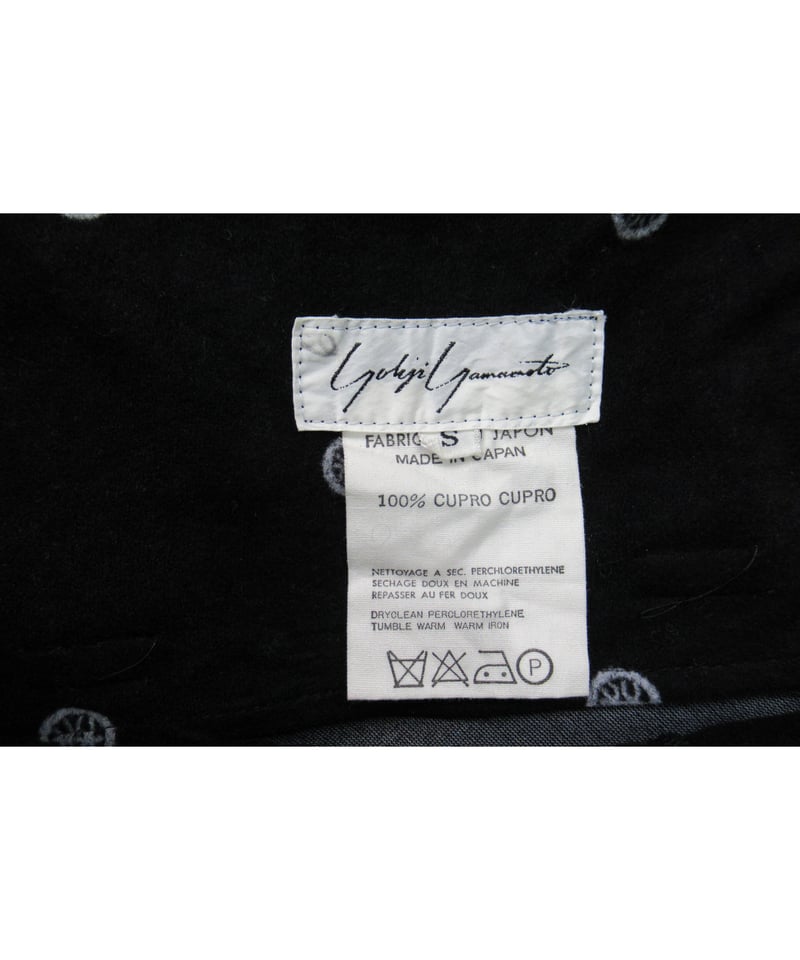 Yohji Yamamoto
FABRIQ S JAPON
MADE IN JAPAN
100% CUPRO CUPRO
NETTOYAGE A SEC. PERCHLORETHYLENE
SECHAGE DOUX EN MACHINE
REPASSER AU FER DOUX
DRYCLEAN PERCLORETHYLENE
TUMBLE WARM WARM IRON
P